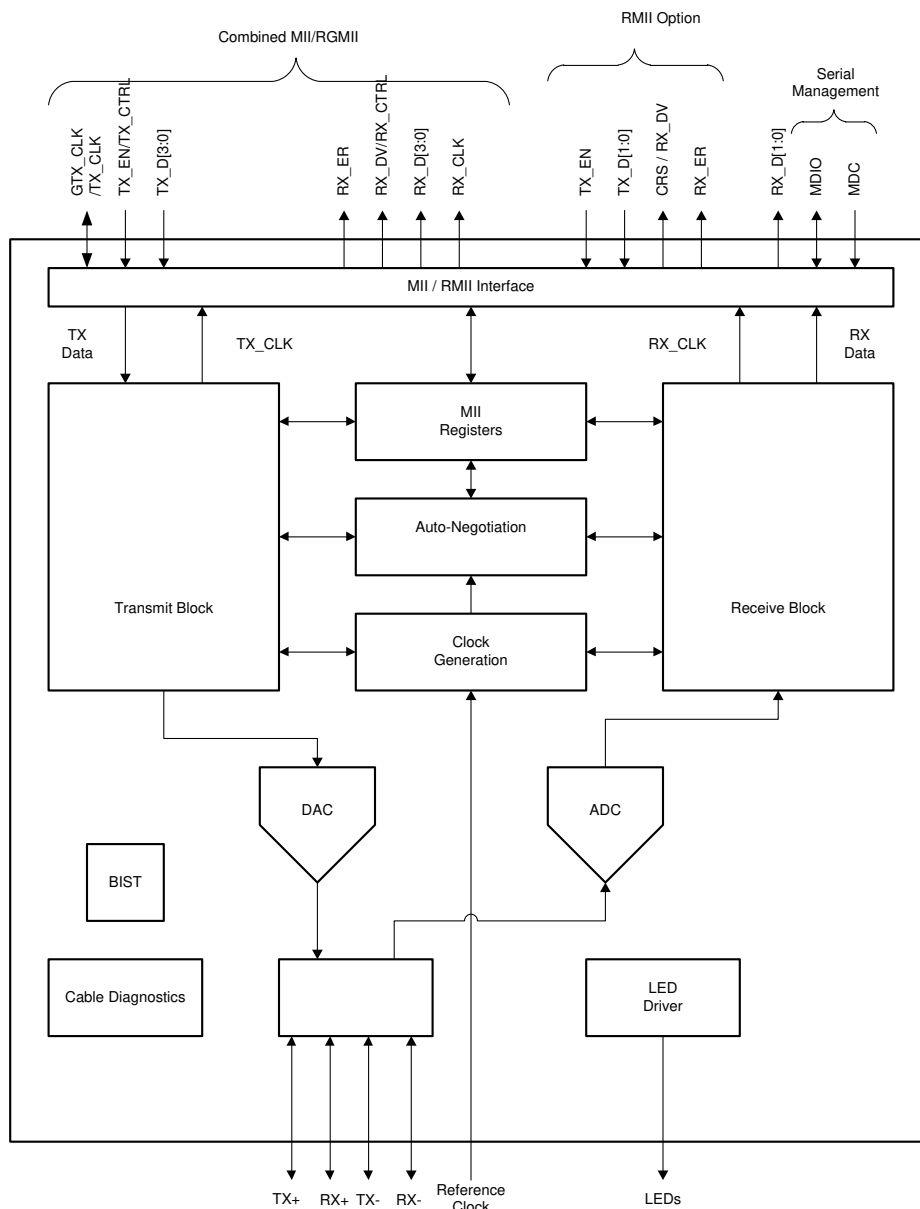 Combined MII/RGMII
RMII Option
Serial
Management
GTX_CLK
/TX_CLK
TX_EN/TX_CTRL
TX_D[3:0]
RX_ER
RX_DV/RX_CTRL
RX_D[3:0]
RX_CLK
TX_EN
TX_D[1:0]
CRS / RX_DV
RX_ER
RX_D[1:0]
MDIO
MDC
MII / RMII Interface
TX
Data
TX_CLK
RX_CLK
RX
Data
MII
Registers
Auto-Negotiation
Transmit Block
Clock
Generation
Receive Block
DAC
ADC
BIST
Cable Diagnostics
LED
Driver
TX+
RX+
TX-
RX-
Reference
Clock
LEDs